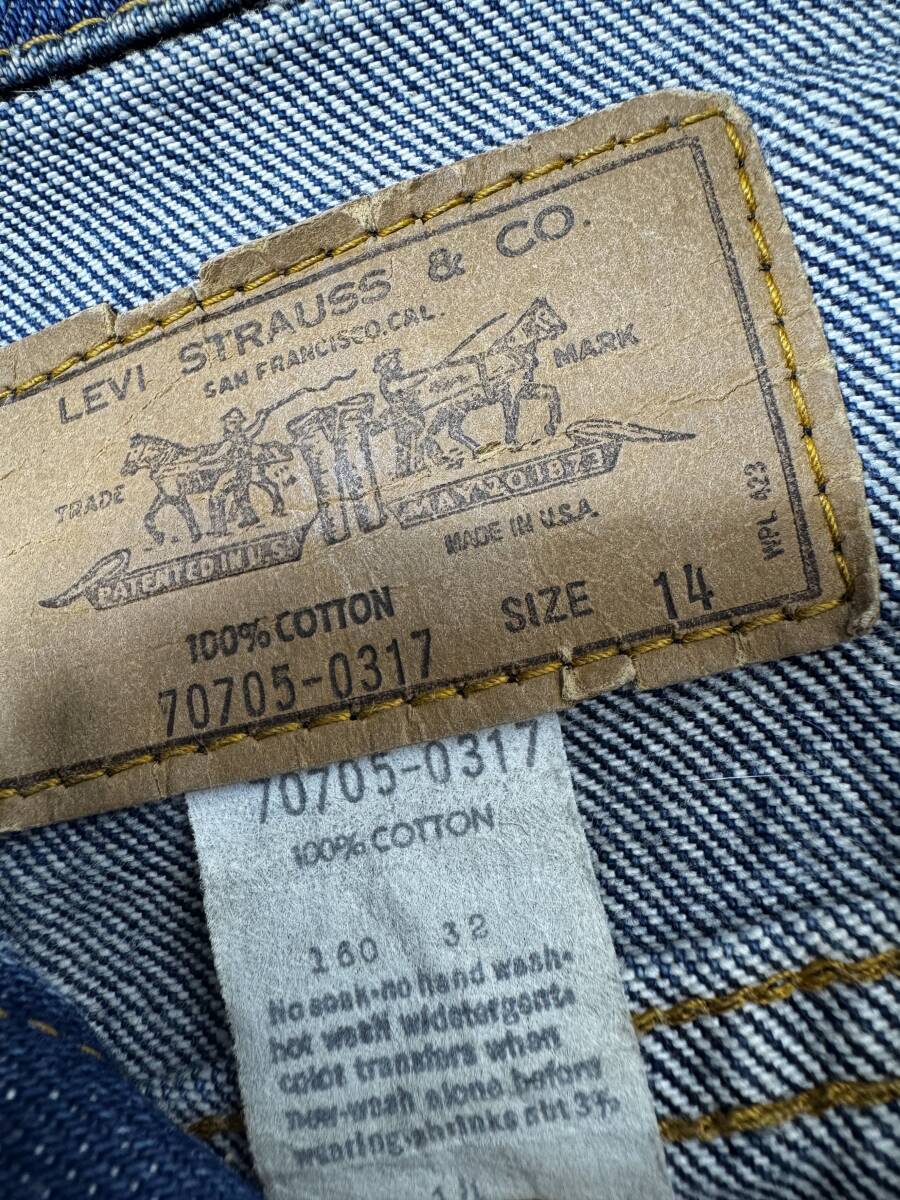 LEVI STRAUSS & CO.
SAN FRANCISCO, CAL.
TRADE MARK
PATENTED IN U.S. MAY 20 1873
MADE IN U.S.A.
WPL 423
100% COTTON SIZE 14
70705-0317
70705-0317
100% COTTON
160 32
No soak-no hand wash-
hot wash w/detergent.
color transfers when
new-wash alone before
wearing-shrinks abt 3%